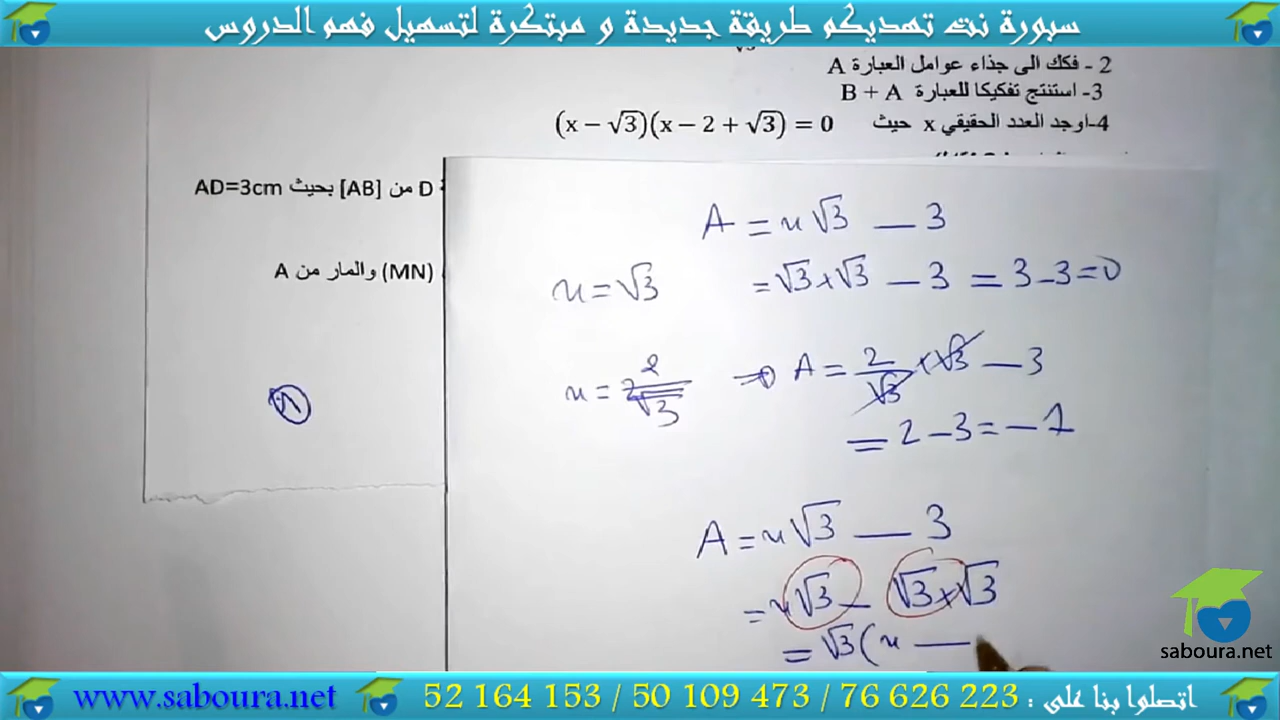 سبورة نت تهديكم طريقة جديدة و مبتكرة لتسهيل فهم الدروس
2 - فكك الى جذاء عوامل العبارة A
3- استنتج تفكيكا للعبارة B + A
4-اوجد العدد الحقيقي x حيث (x − √3)(x − 2 + √3) = 0
D من [AB] بحيث AD=3cm
(MN) والمار من A
A = x√3 — 3
x = √3 = √3 × √3 — 3 = 3 - 3 = 0
x = 2/√3 ⇒ A = 2/√3 × √3 — 3
= 2 - 3 = - 1
A = x√3 — 3
= x√3 — √3 × √3
= √3 ( x —
saboura.net
www.saboura.net اتصلوا بنا على : 52 164 153 / 50 109 473 / 76 626 223